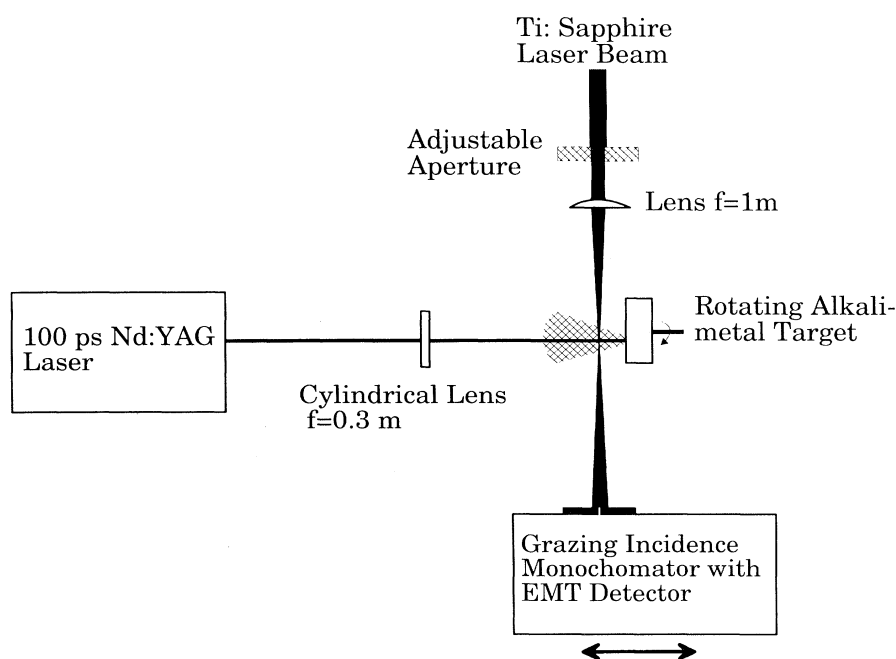 Ti: Sapphire
Laser Beam
Adjustable
Aperture
Lens f=1m
Rotating Alkali-
metal Target
100 ps Nd:YAG
Laser
Cylindrical Lens
f=0.3 m
Grazing Incidence
Monochomator with
EMT Detector